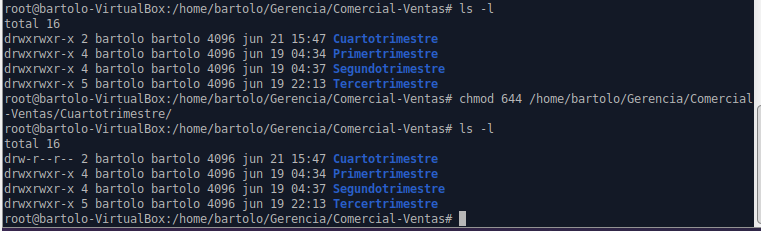 root@bartolo-VirtualBox:/home/bartolo/Gerencia/Comercial-Ventas# ls -l
total 16
drwxrwxr-x 2 bartolo bartolo 4096 jun 21 15:47 Cuartotrimestre
drwxrwxr-x 4 bartolo bartolo 4096 jun 19 04:34 Primertrimestre
drwxrwxr-x 4 bartolo bartolo 4096 jun 19 04:37 Segundotrimestre
drwxrwxr-x 5 bartolo bartolo 4096 jun 19 22:13 Tercertrimestre
root@bartolo-VirtualBox:/home/bartolo/Gerencia/Comercial-Ventas# chmod 644 /home/bartolo/Gerencia/Comercial
-Ventas/Cuartotrimestre/
root@bartolo-VirtualBox:/home/bartolo/Gerencia/Comercial-Ventas# ls -l
total 16
drw-r--r-- 2 bartolo bartolo 4096 jun 21 15:47 Cuartotrimestre
drwxrwxr-x 4 bartolo bartolo 4096 jun 19 04:34 Primertrimestre
drwxrwxr-x 4 bartolo bartolo 4096 jun 19 04:37 Segundotrimestre
drwxrwxr-x 5 bartolo bartolo 4096 jun 19 22:13 Tercertrimestre
root@bartolo-VirtualBox:/home/bartolo/Gerencia/Comercial-Ventas#